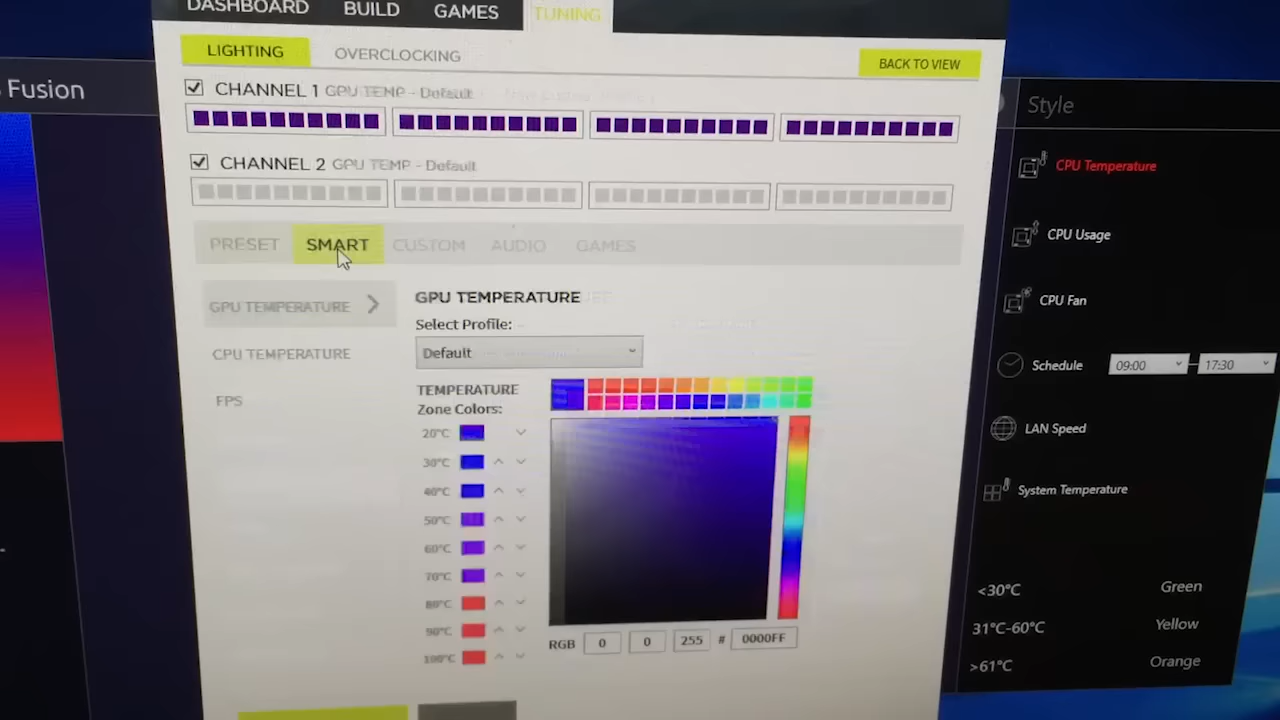 DASHBOARD BUILD GAMES TUNING
LIGHTING OVERCLOCKING
BACK TO VIEW
CHANNEL 1 GPU TEMP - Default
CHANNEL 2 GPU TEMP - Default
PRESET SMART CUSTOM AUDIO GAMES
GPU TEMPERATURE
CPU TEMPERATURE
FPS
GPU TEMPERATURE
Select Profile:
Default
TEMPERATURE
Zone Colors:
20°C
30°C
40°C
50°C
60°C
70°C
80°C
90°C
100°C
RGB 0 0 255 # 0000FF
Fusion
Style
CPU Temperature
CPU Usage
CPU Fan
Schedule 09:00 17:30
LAN Speed
System Temperature
<30°C Green
31°C-60°C Yellow
>61°C Orange